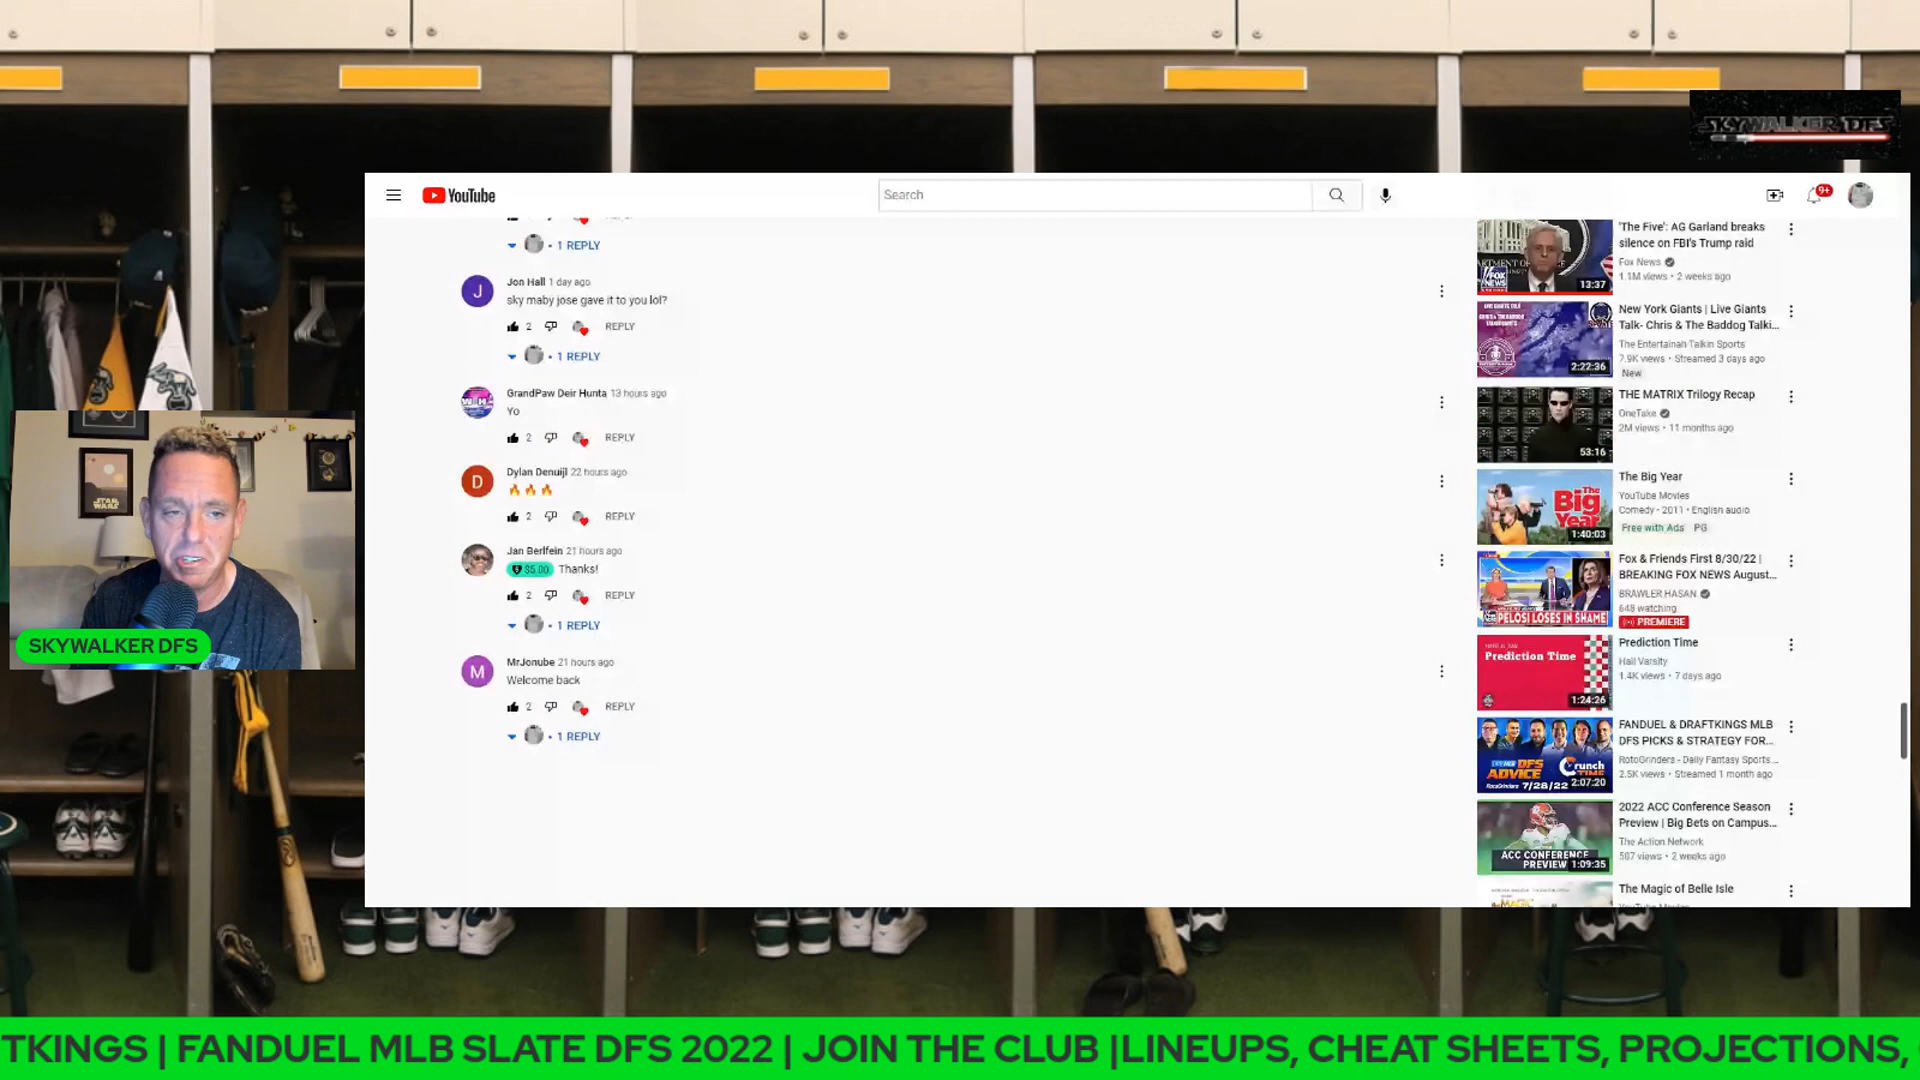 SKYWALKER DFS
YouTube
Search
9+
1 REPLY
Jon Hall 1 day ago
sky maby jose gave it to you lol?
2 REPLY
1 REPLY
GrandPaw Deir Hunta 13 hours ago
Yo
2 REPLY
D
Dylan Denuijl 22 hours ago
2 REPLY
Jan Berlfein 21 hours ago
$5.00 Thanks!
2 REPLY
1 REPLY
M
MrJonube 21 hours ago
Welcome back
2 REPLY
1 REPLY
'The Five': AG Garland breaks
silence on FBI's Trump raid
Fox News
1.1M views • 2 weeks ago
13:37
New York Giants | Live Giants
Talk- Chris & The Baddog Talki...
The Entertainah Talkin Sports
7.9K views • Streamed 3 days ago
New
2:22:36
THE MATRIX Trilogy Recap
OneTake
2M views • 11 months ago
53:16
The Big Year
YouTube Movies
Comedy • 2011 • English audio
Free with Ads PG
The Big Year
1:40:03
Fox & Friends First 8/30/22 |
BREAKING FOX NEWS August...
BRAWLER HASAN
648 watching
PREMIERE
PELOSI LOSES IN SHAME
Prediction Time
Hail Varsity
1.4K views • 7 days ago
Prediction Time
1:24:26
FANDUEL & DRAFTKINGS MLB
DFS PICKS & STRATEGY FOR...
RotoGrinders - Daily Fantasy Sports ...
2.5K views • Streamed 1 month ago
DFS ADVICE
Crunch TIME
7/28/22
2:07:20
2022 ACC Conference Season
Preview | Big Bets on Campus...
The Action Network
507 views • 2 weeks ago
ACC CONFERENCE
PREVIEW 1:09:35
The Magic of Belle Isle
STAR WARS
SKYWALKER DFS
TKINGS | FANDUEL MLB SLATE DFS 2022 | JOIN THE CLUB |LINEUPS, CHEAT SHEETS, PROJECTIONS,